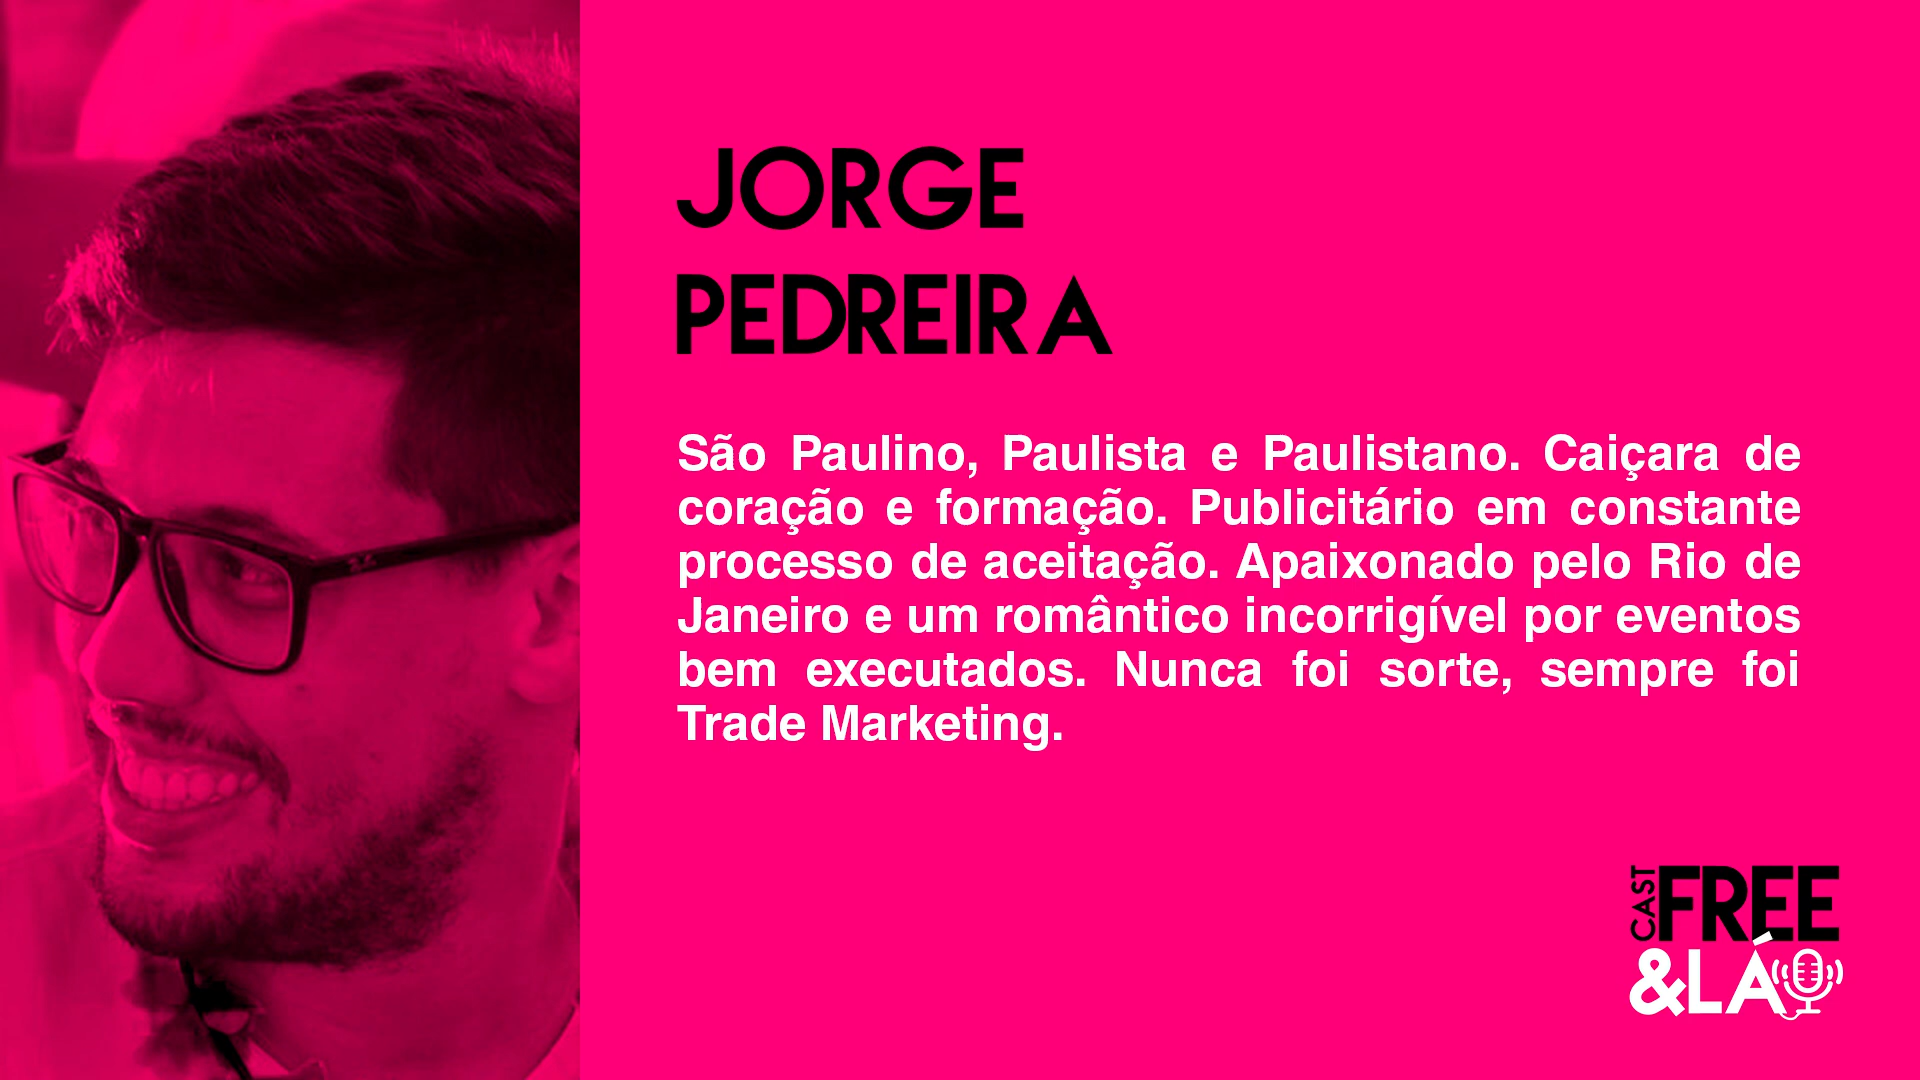 JORGE
PEDREIRA
São Paulino, Paulista e Paulistano. Caiçara de
coração e formação. Publicitário em constante
processo de aceitação. Apaixonado pelo Rio de
Janeiro e um romântico incorrigível por eventos
bem executados. Nunca foi sorte, sempre foi
Trade Marketing.
CAST
FREE
&LÁ